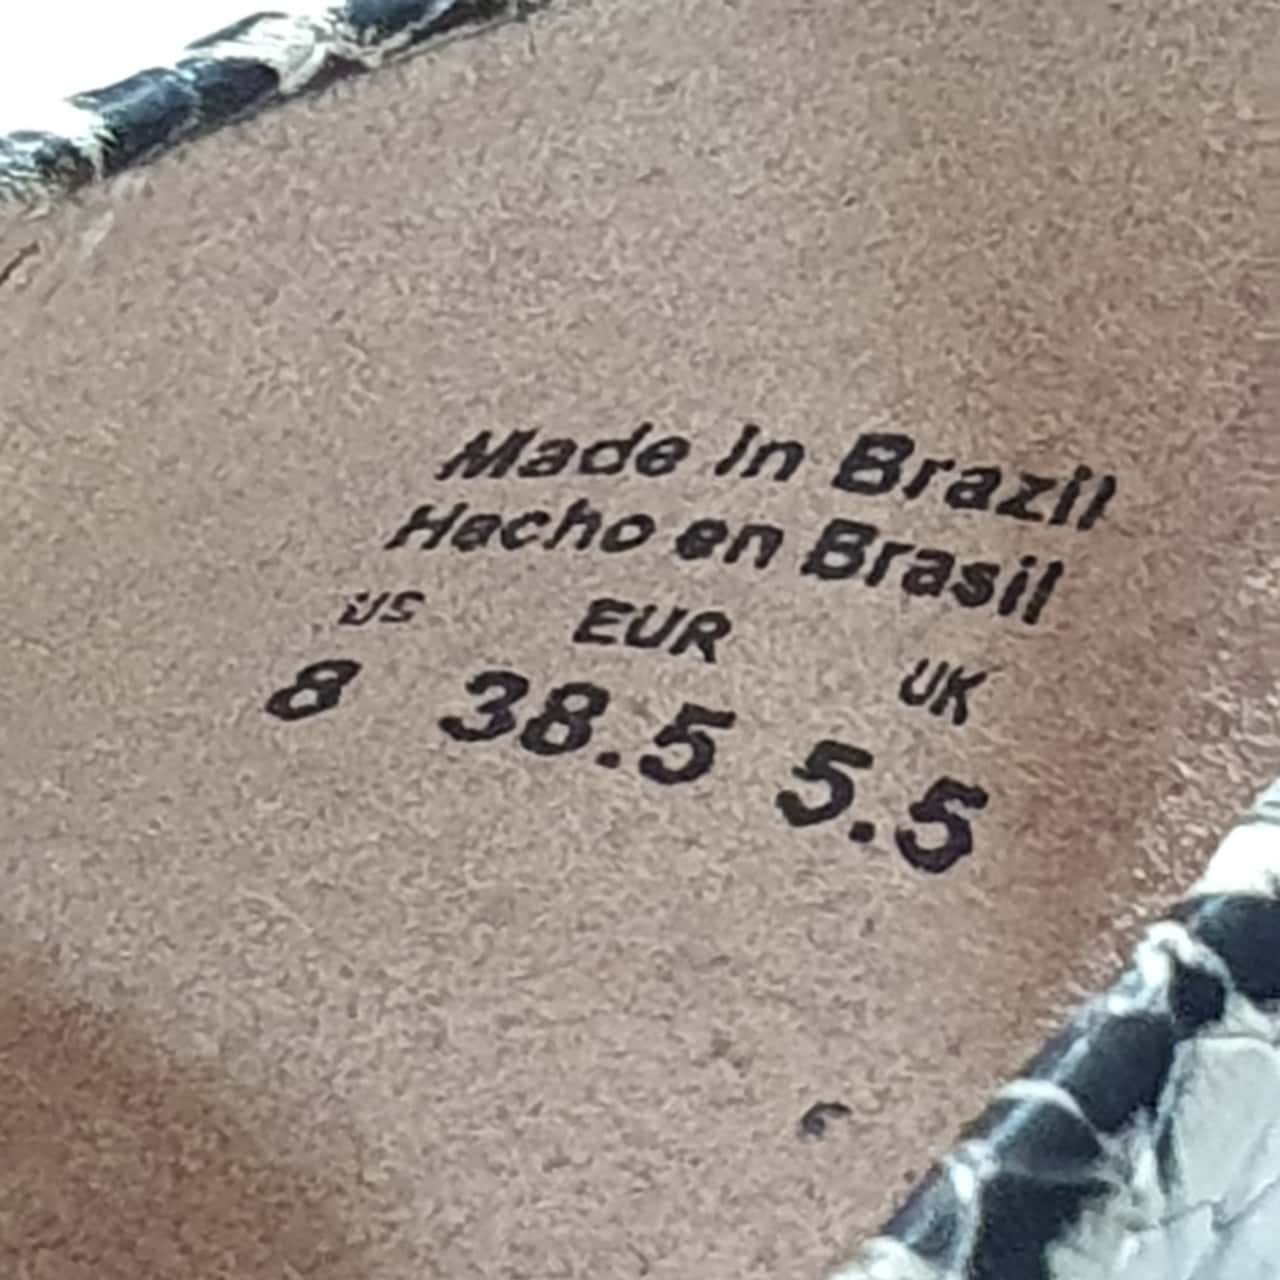 Made in Brazil
Hecho en Brasil
US EUR UK
8 38.5 5.5